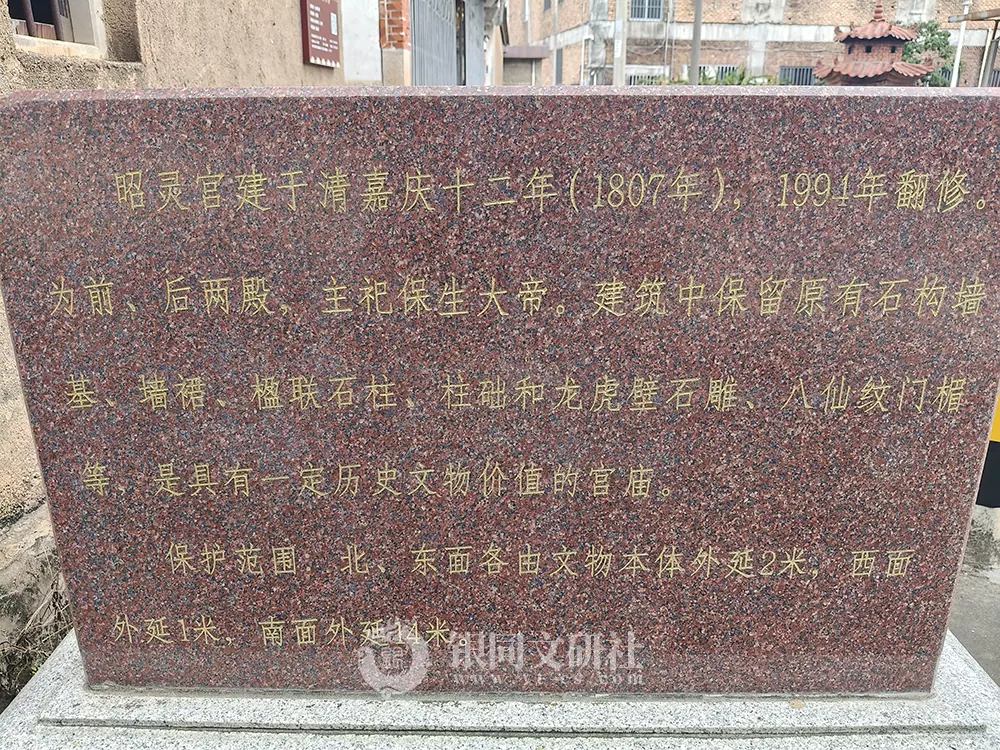 昭灵宫建于清嘉庆十二年(1807年)，1994年翻修。
为前、后两殿，主祀保生大帝。建筑中保留原有石构墙
基、墙裙、楹联石柱、柱础和龙虎壁石雕、八仙纹门楣
等，是具有一定历史文物价值的宫庙。
保护范围 北、东面各由文物本体外延2米，西面
外延1米，南面外延14米。
银同文研社